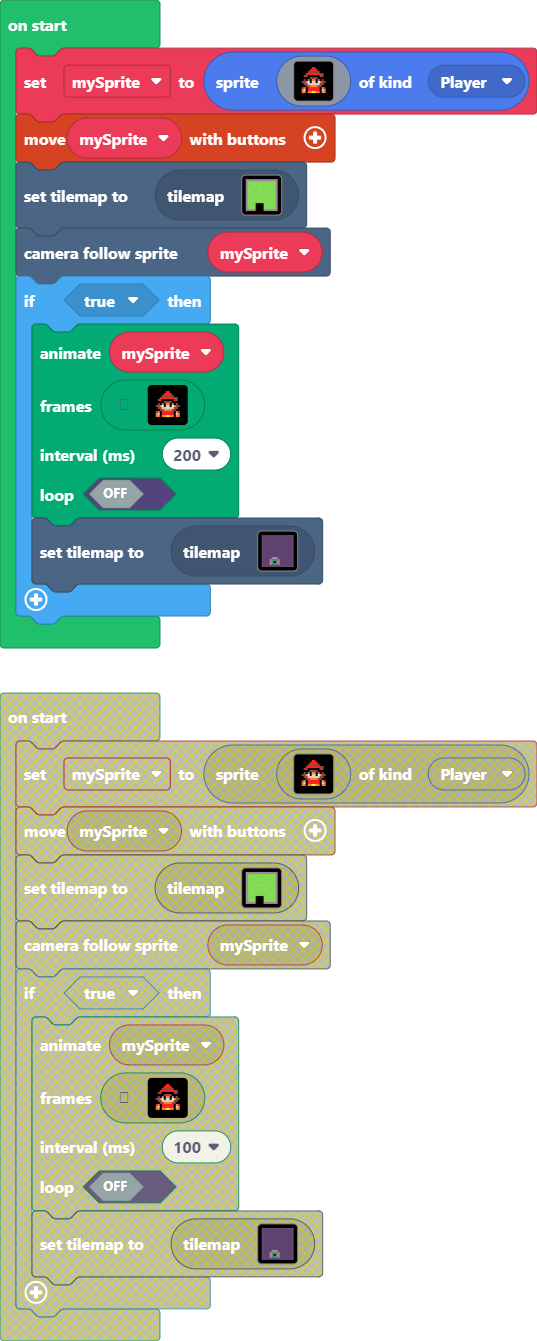 on start
set mySprite to sprite of kind Player
move mySprite with buttons
set tilemap to tilemap
camera follow sprite mySprite
if true then
animate mySprite
frames
interval (ms) 200
loop OFF
set tilemap to tilemap
on start
set mySprite to sprite of kind Player
move mySprite with buttons
set tilemap to tilemap
camera follow sprite mySprite
if true then
animate mySprite
frames
interval (ms) 100
loop OFF
set tilemap to tilemap